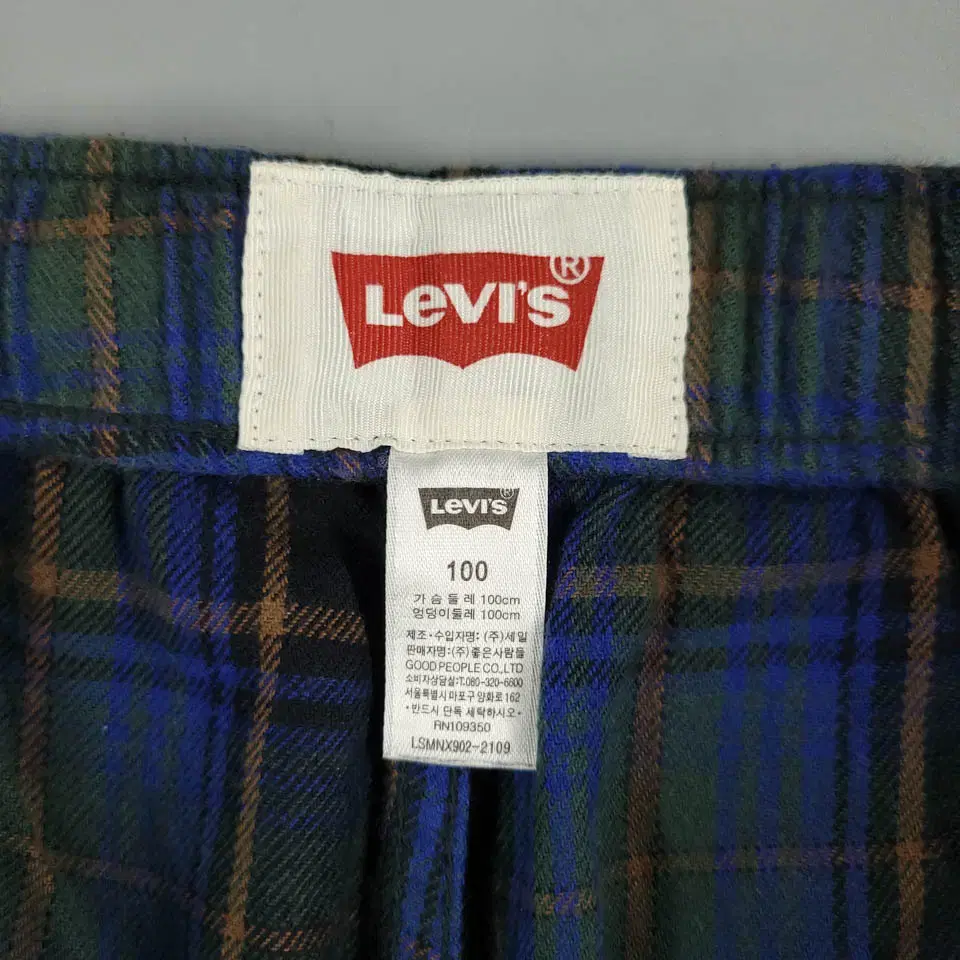 LEVI'S®
LEVI'S®
100
가슴둘레 100cm
엉덩이둘레 100cm
제조·수입자명: (주)세일
판매자명:(주)좋은사람들
GOOD PEOPLE CO.,LTD
소비자상담실:T.080-320-6600
서울특별시 마포구 양화로 162
·반드시 단독 세탁하시오·
RN109350
LSMNX902-2109